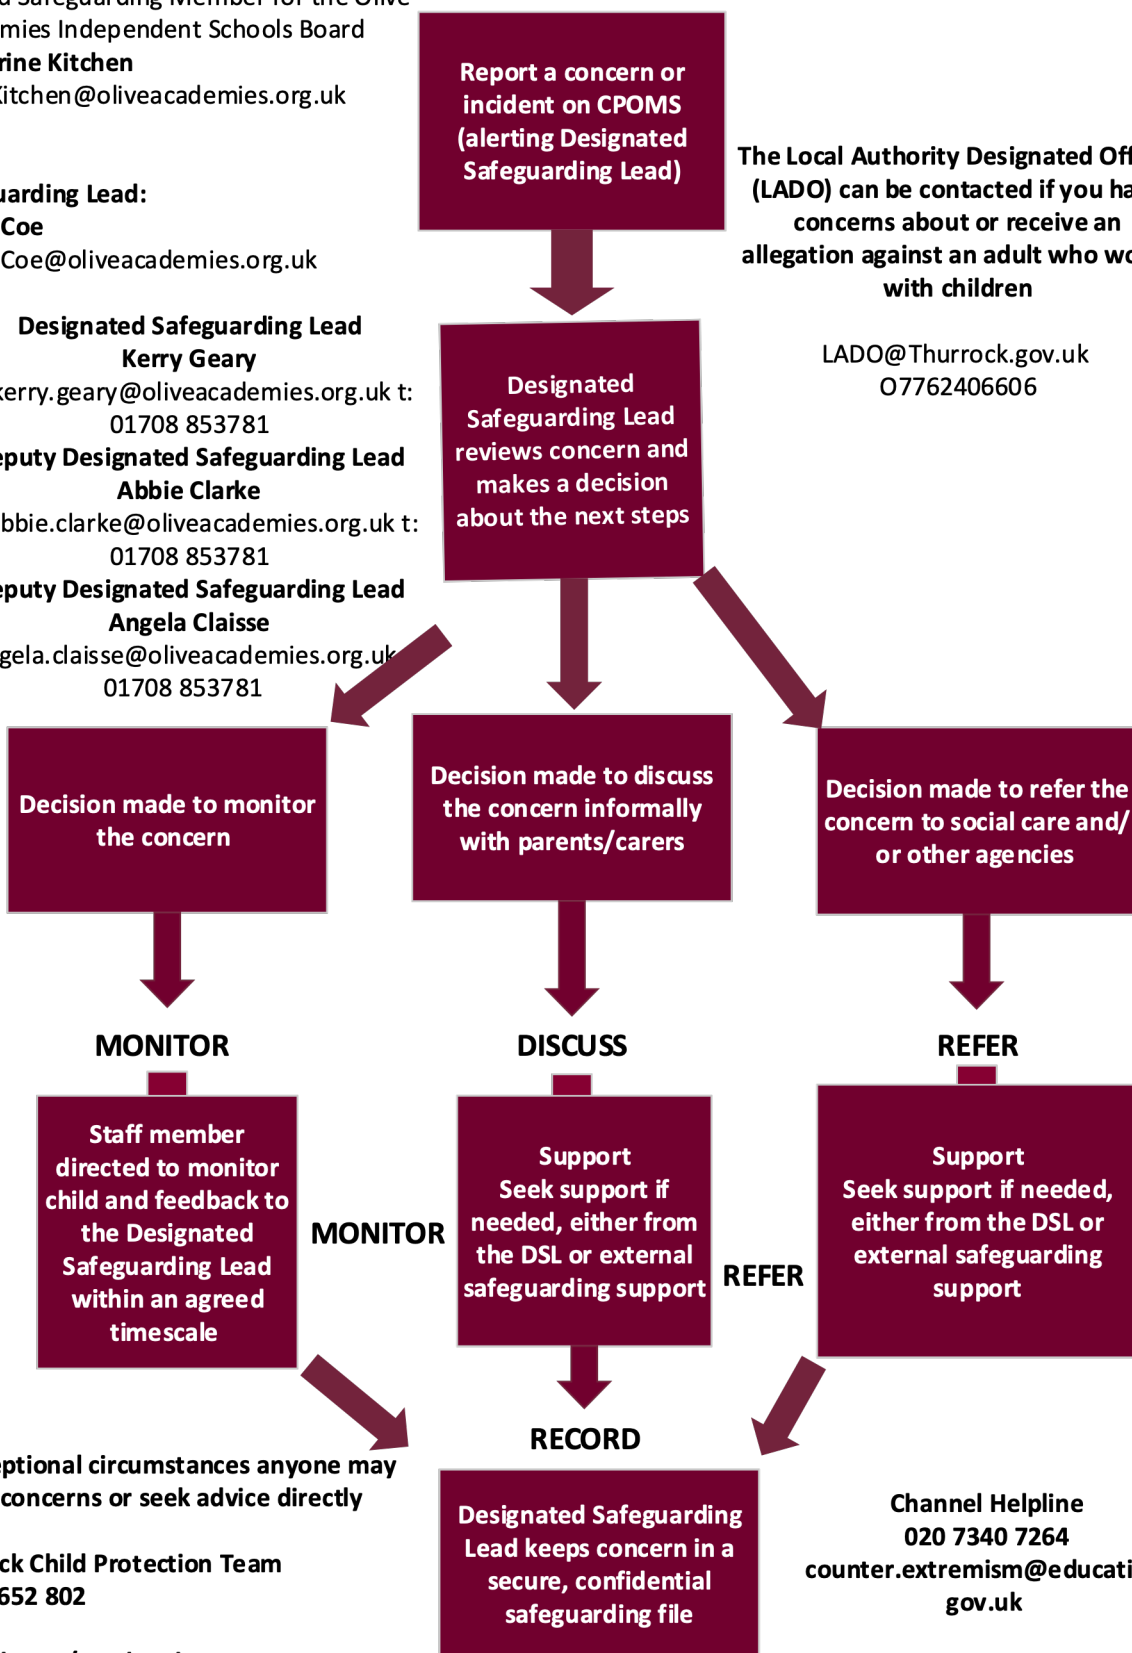 Safeguarding Member for the Olive
Independent Schools Board
Kitchen
Kitchen@oliveacademies.org.uk
Lead:
Coe
Coe@oliveacademies.org.uk
Designated Safeguarding Lead
Kerry Geary
kerry.geary@oliveacademies.org.uk t:
01708 853781
Designated Safeguarding Lead
Abbie Clarke
bbie.clarke@oliveacademies.org.uk t:
01708 853781
Designated Safeguarding Lead
Angela Claisse
gela.claisse@oliveacademies.org.uk
01708 853781
Report a concern or
incident on CPOMS
(alerting Designated
Safeguarding Lead)
The Local Authority Designated
(LADO) can be contacted if you
concerns about or receive an
allegation against an adult who
with children
LADO@Thurrock.gov.uk
O7762406606
Designated
Safeguarding Lead
reviews concern and
makes a decision
about the next steps
Decision made to monitor
the concern
Decision made to discuss
the concern informally
with parents/carers
Decision made to refer the
concern to social care and/
or other agencies
MONITOR
DISCUSS
REFER
Staff member
directed to monitor
child and feedback to
the Designated
Safeguarding Lead
within an agreed
timescale
MONITOR
Support
Seek support if
needed, either from
the DSL or external
safeguarding support
REFER
Support
Seek support if needed,
either from the DSL or
external safeguarding
support
RECORD
Designated Safeguarding
Lead keeps concern in a
secure, confidential
safeguarding file
circumstances anyone may
concerns or seek advice directly
Child Protection Team
652 802
Channel Helpline
020 7340 7264
counter.extremism@educati
gov.uk